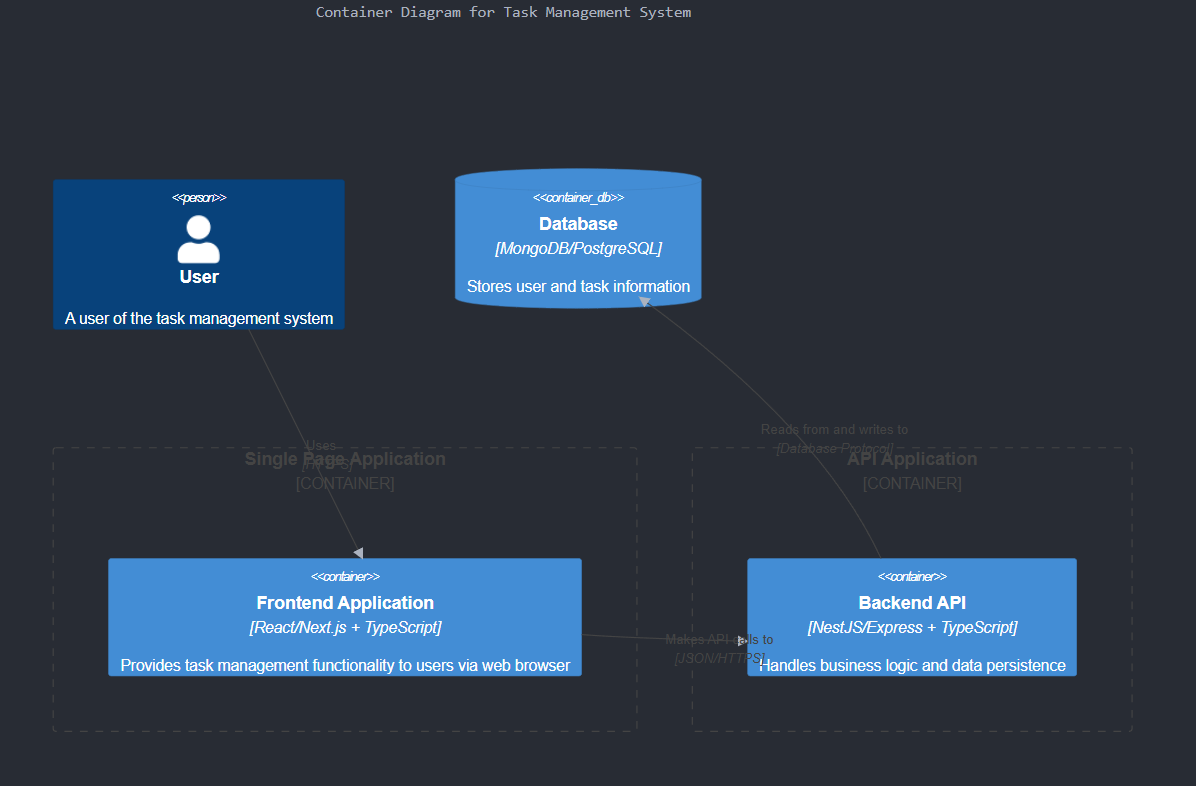 Container Diagram for Task Management System
<<person>>
User
A user of the task management system
<<container_db>>
Database
[MongoDB/PostgreSQL]
Stores user and task information
Uses
[HTTPS]
Reads from and writes to
[Database Protocol]
Single Page Application
[CONTAINER]
API Application
[CONTAINER]
<<container>>
Frontend Application
[React/Next.js + TypeScript]
Provides task management functionality to users via web browser
Makes API calls to
[JSON/HTTPS]
<<container>>
Backend API
[NestJS/Express + TypeScript]
Handles business logic and data persistence